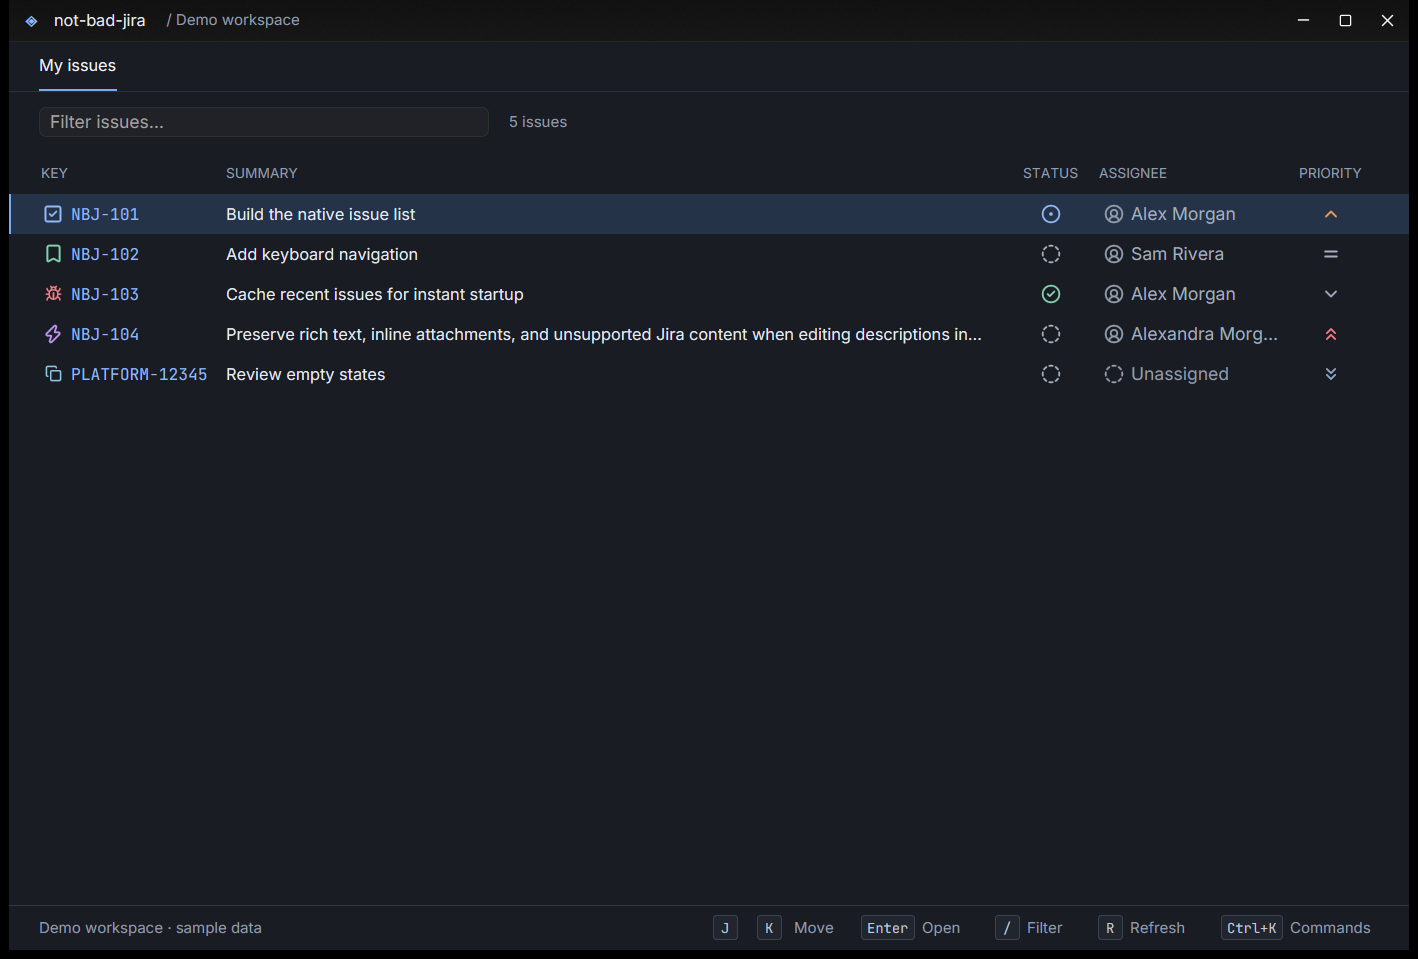 not-bad-jira / Demo workspace
My issues
Filter issues... 5 issues
KEY SUMMARY STATUS ASSIGNEE PRIORITY
NBJ-101 Build the native issue list Alex Morgan
NBJ-102 Add keyboard navigation Sam Rivera
NBJ-103 Cache recent issues for instant startup Alex Morgan
NBJ-104 Preserve rich text, inline attachments, and unsupported Jira content when editing descriptions in... Alexandra Morg...
PLATFORM-12345 Review empty states Unassigned
Demo workspace · sample data J K Move Enter Open / Filter R Refresh Ctrl+K Commands